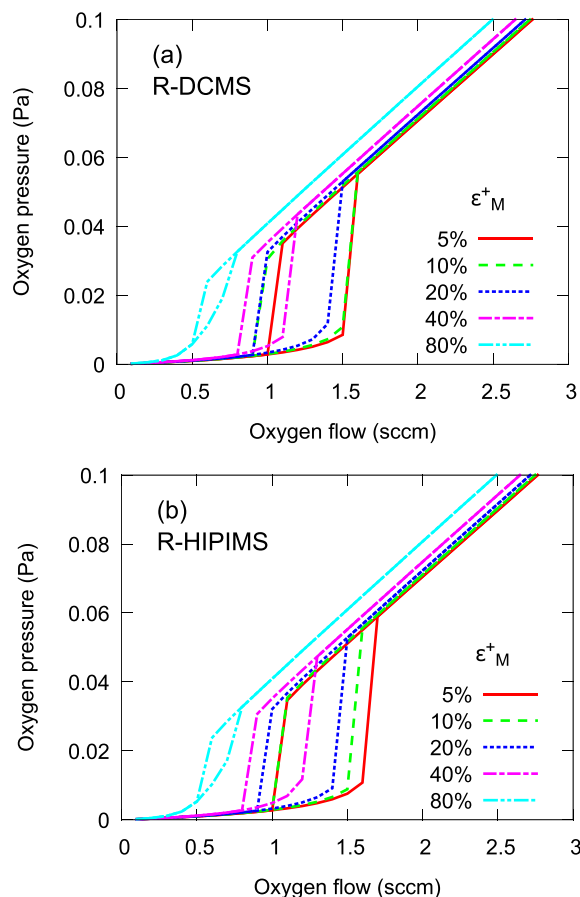 0.1
(a)
R-DCMS
0.08
0.06
0.04
0.02
0
Oxygen pressure (Pa)
ε⁺M
5%
10%
20%
40%
80%
0 0.5 1 1.5 2 2.5 3
Oxygen flow (sccm)
0.1
(b)
R-HIPIMS
0.08
0.06
0.04
0.02
0
Oxygen pressure (Pa)
ε⁺M
5%
10%
20%
40%
80%
0 0.5 1 1.5 2 2.5 3
Oxygen flow (sccm)